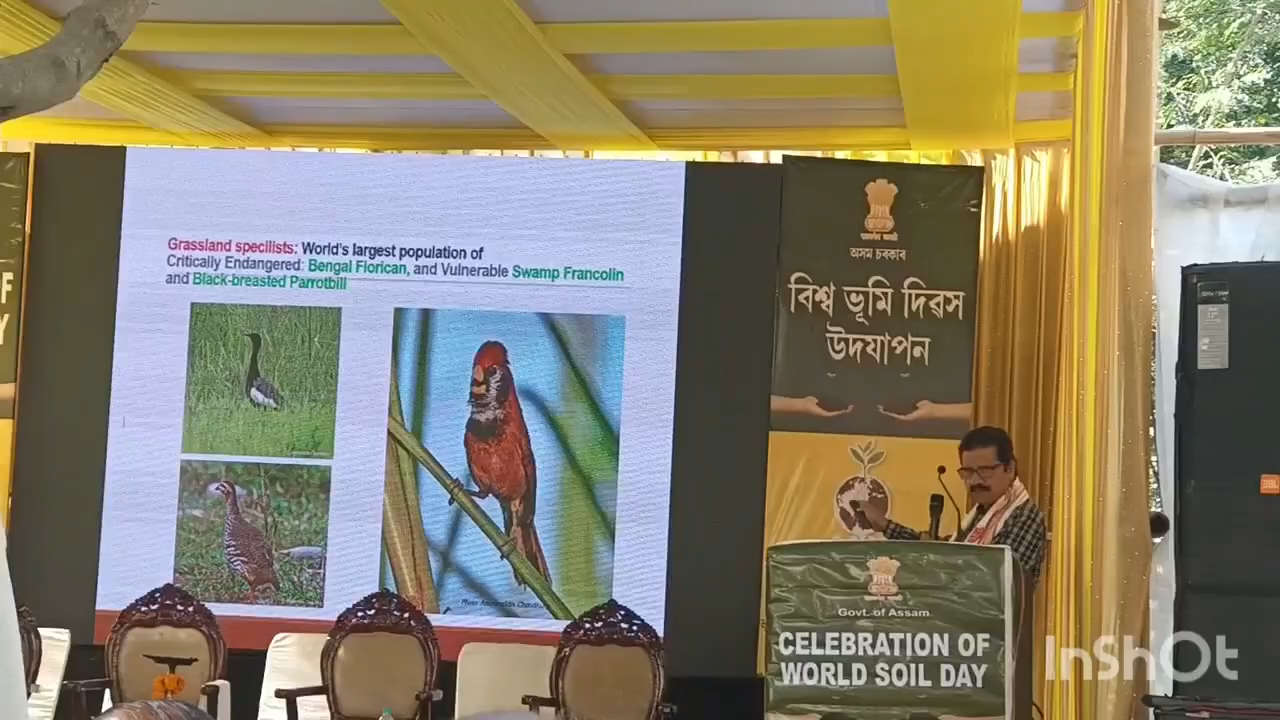 Grassland specilists: World's largest population of
Critically Endangered: Bengal Florican, and Vulnerable Swamp Francolin
and Black-breasted Parrotbill
অসম চৰকাৰ
বিশ্ব ভূমি দিৱস
উদযাপন
Govt. of Assam
CELEBRATION OF
WORLD SOIL DAY
JBL
InShOt